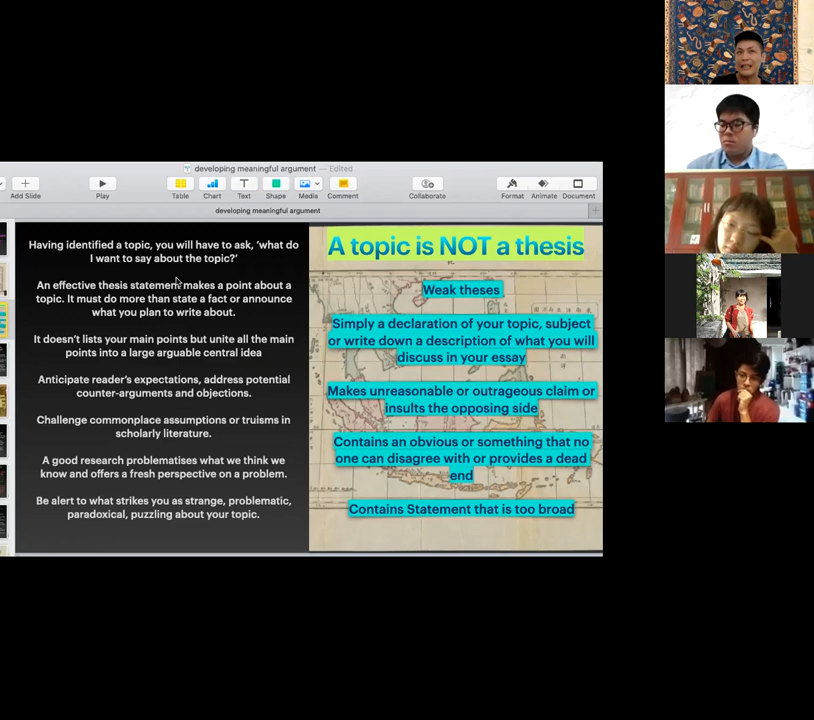 developing meaningful argument — Edited
Add Slide
Play
Table
Chart
Text
Shape
Media
Comment
Collaborate
Format
Animate
Document
developing meaningful argument
Having identified a topic, you will have to ask, ‘what do
I want to say about the topic?’
An effective thesis statement makes a point about a
topic. It must do more than state a fact or announce
what you plan to write about.
It doesn’t lists your main points but unite all the main
points into a large arguable central idea
Anticipate reader’s expectations, address potential
counter-arguments and objections.
Challenge commonplace assumptions or truisms in
scholarly literature.
A good research problematises what we think we
know and offers a fresh perspective on a problem.
Be alert to what strikes you as strange, problematic,
paradoxical, puzzling about your topic.
A topic is NOT a thesis
Weak theses
Simply a declaration of your topic, subject
or write down a description of what you will
discuss in your essay
Makes unreasonable or outrageous claim or
insults the opposing side
Contains an obvious or something that no
one can disagree with or provides a dead
end
Contains Statement that is too broad